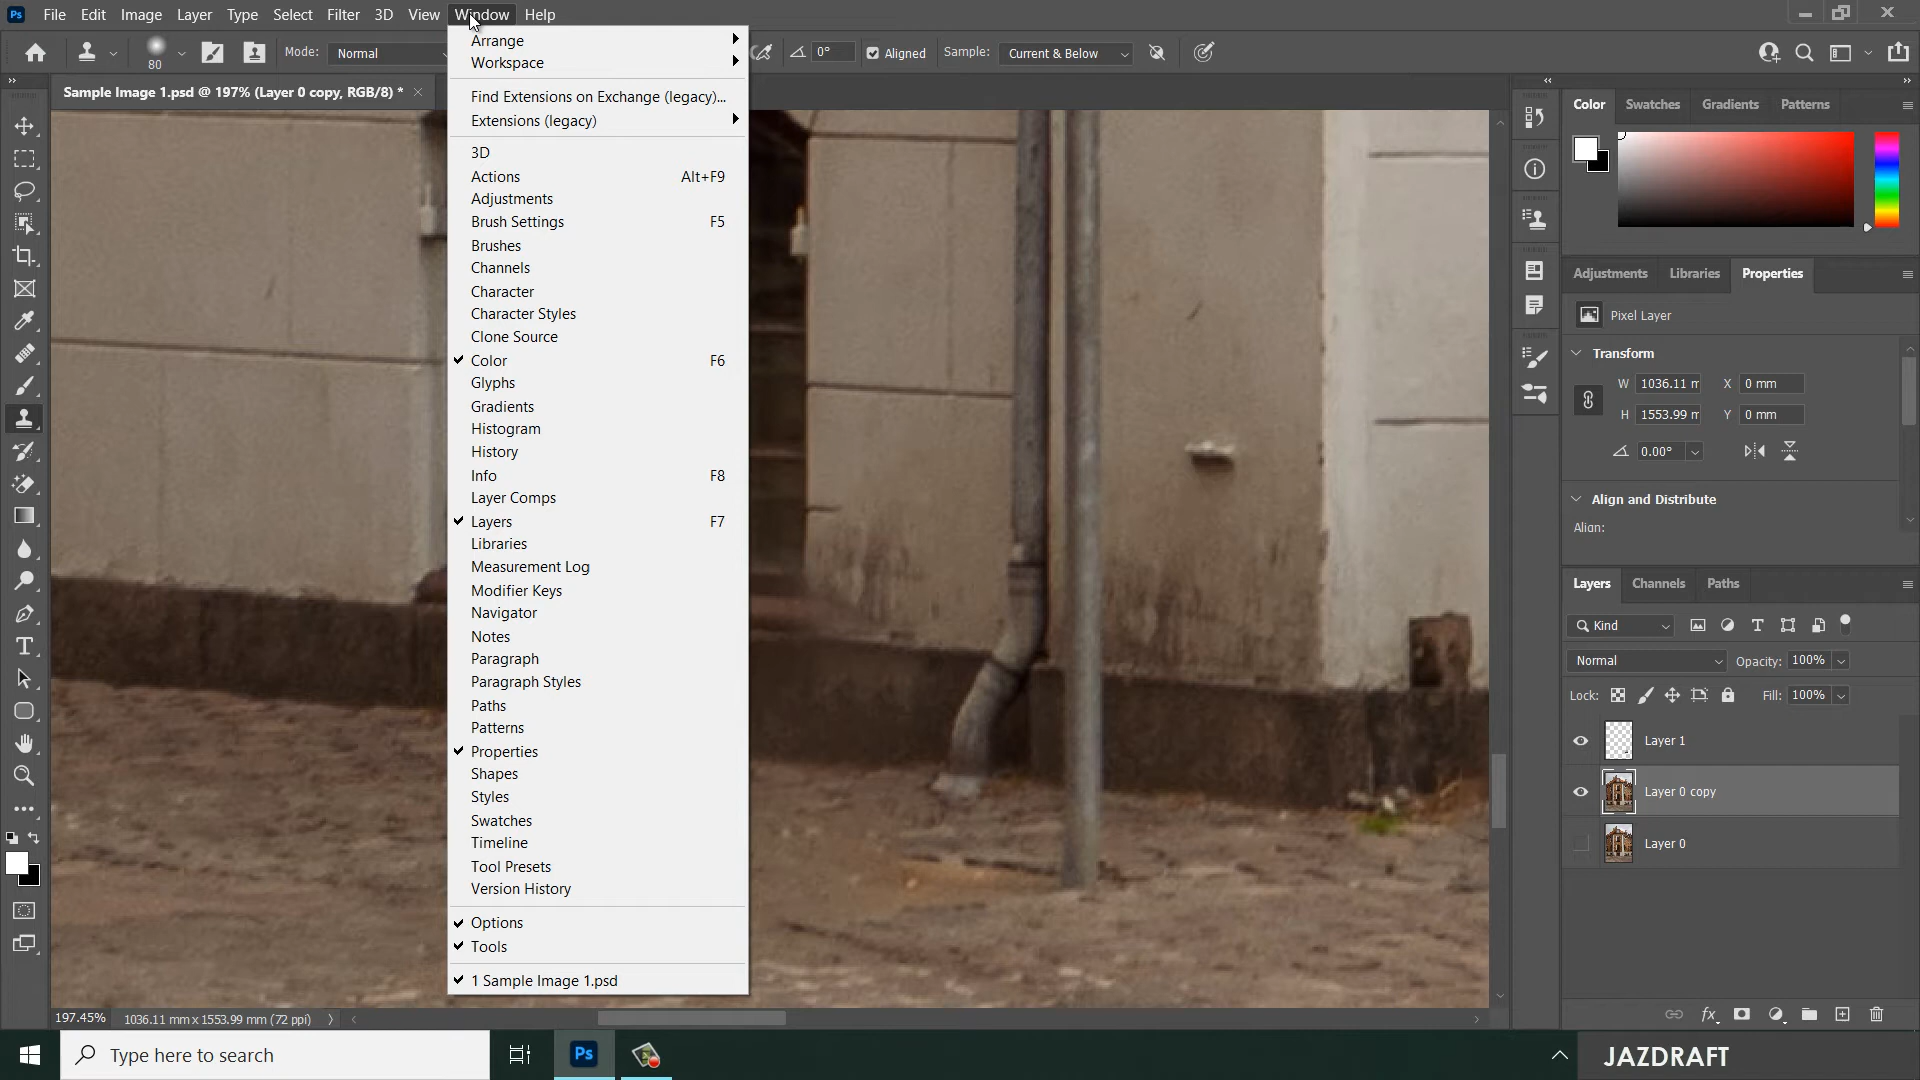 Ps File Edit Image Layer Type Select Filter 3D View Window Help
80 Mode: Normal 0° Aligned Sample: Current & Below
Sample Image 1.psd @ 197% (Layer 0 copy, RGB/8) *
Arrange
Workspace
Find Extensions on Exchange (legacy)...
Extensions (legacy)
3D
Actions Alt+F9
Adjustments
Brush Settings F5
Brushes
Channels
Character
Character Styles
Clone Source
Color F6
Glyphs
Gradients
Histogram
History
Info F8
Layer Comps
Layers F7
Libraries
Measurement Log
Modifier Keys
Navigator
Notes
Paragraph
Paragraph Styles
Paths
Patterns
Properties
Shapes
Styles
Swatches
Timeline
Tool Presets
Version History
Options
Tools
1 Sample Image 1.psd
Color Swatches Gradients Patterns
Adjustments Libraries Properties
Pixel Layer
Transform
W 1036.11 m X 0 mm
H 1553.99 m Y 0 mm
0.00°
Align and Distribute
Align:
Layers Channels Paths
Kind
Normal Opacity: 100%
Lock: Fill: 100%
Layer 1
Layer 0 copy
Layer 0
fx
197.45% 1036.11 mm x 1553.99 mm (72 ppi)
Type here to search Ps JAZDRAFT